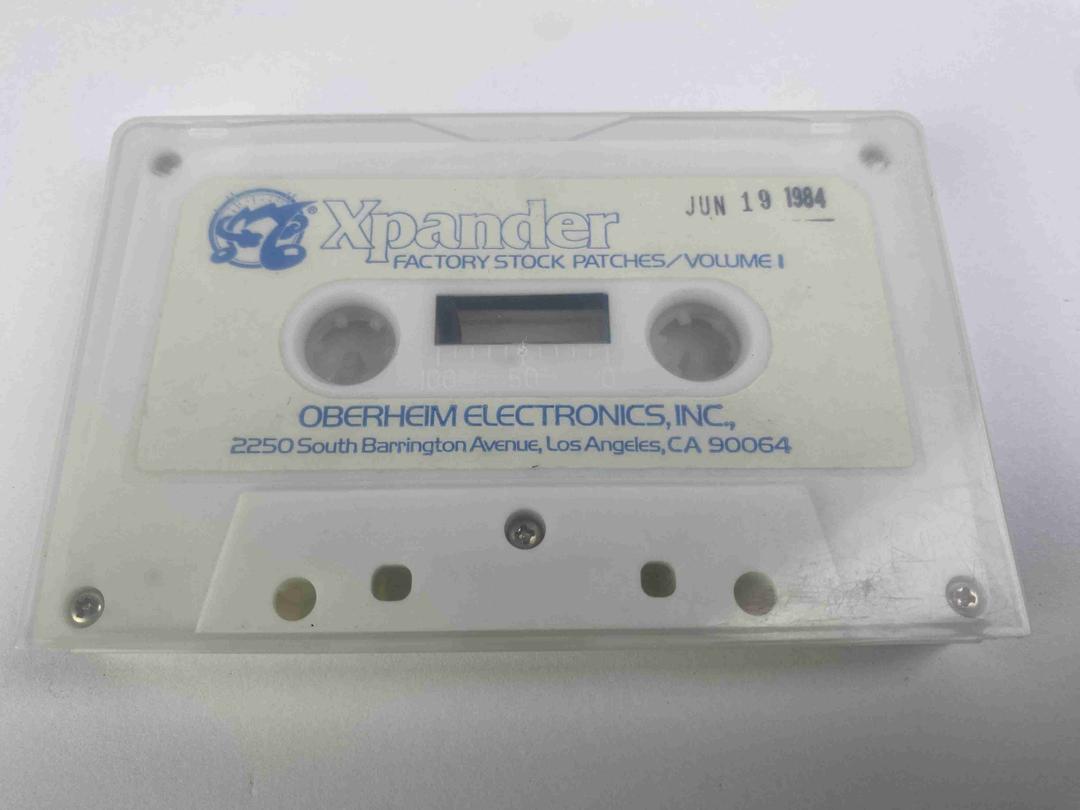 Xpander
JUN 19 1984
FACTORY STOCK PATCHES/VOLUME I
100 50 0
OBERHEIM ELECTRONICS, INC.,
2250 South Barrington Avenue, Los Angeles, CA 90064